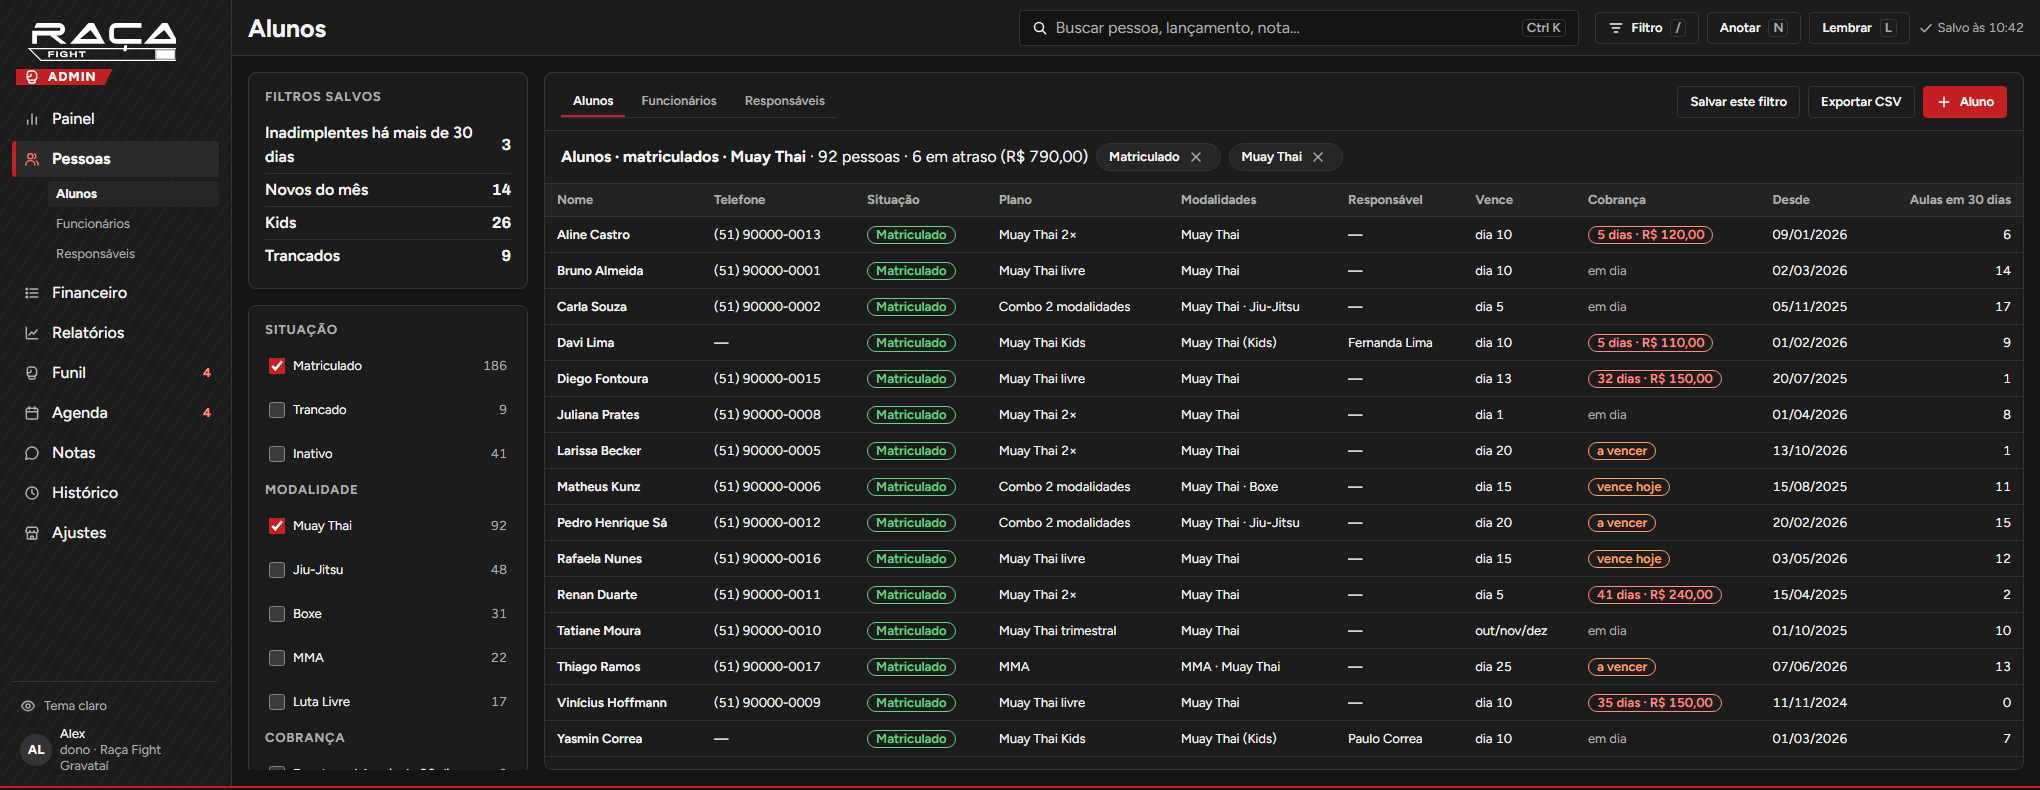 RAÇA
FIGHT
ADMIN
Painel
Pessoas
Alunos
Funcionários
Responsáveis
Financeiro
Relatórios
Funil 4
Agenda 4
Notas
Histórico
Ajustes
Tema claro
AL
Alex
dono · Raça Fight
Gravataí
Alunos
Buscar pessoa, lançamento, nota... Ctrl K
Filtro /
Anotar N
Lembrar L
Salvo às 10:42
FILTROS SALVOS
Inadimplentes há mais de 30
dias 3
Novos do mês 14
Kids 26
Trancados 9
SITUAÇÃO
Matriculado 186
Trancado 9
Inativo 41
MODALIDADE
Muay Thai 92
Jiu-Jitsu 48
Boxe 31
MMA 22
Luta Livre 17
COBRANÇA
Alunos Funcionários Responsáveis
Salvar este filtro Exportar CSV + Aluno
Alunos · matriculados · Muay Thai · 92 pessoas · 6 em atraso (R$ 790,00) Matriculado × Muay Thai ×
Nome Telefone Situação Plano Modalidades Responsável Vence Cobrança Desde Aulas em 30 dias
Aline Castro (51) 90000-0013 Matriculado Muay Thai 2× Muay Thai — dia 10 5 dias · R$ 120,00 09/01/2026 6
Bruno Almeida (51) 90000-0001 Matriculado Muay Thai livre Muay Thai — dia 10 em dia 02/03/2026 14
Carla Souza (51) 90000-0002 Matriculado Combo 2 modalidades Muay Thai · Jiu-Jitsu — dia 5 em dia 05/11/2025 17
Davi Lima — Matriculado Muay Thai Kids Muay Thai (Kids) Fernanda Lima dia 10 5 dias · R$ 110,00 01/02/2026 9
Diego Fontoura (51) 90000-0015 Matriculado Muay Thai livre Muay Thai — dia 13 32 dias · R$ 150,00 20/07/2025 1
Juliana Prates (51) 90000-0008 Matriculado Muay Thai 2× Muay Thai — dia 1 em dia 01/04/2026 8
Larissa Becker (51) 90000-0005 Matriculado Muay Thai 2× Muay Thai — dia 20 a vencer 13/10/2026 1
Matheus Kunz (51) 90000-0006 Matriculado Combo 2 modalidades Muay Thai · Boxe — dia 15 vence hoje 15/08/2025 11
Pedro Henrique Sá (51) 90000-0012 Matriculado Combo 2 modalidades Muay Thai · Jiu-Jitsu — dia 20 a vencer 20/02/2026 15
Rafaela Nunes (51) 90000-0016 Matriculado Muay Thai livre Muay Thai — dia 15 vence hoje 03/05/2026 12
Renan Duarte (51) 90000-0011 Matriculado Muay Thai 2× Muay Thai — dia 5 41 dias · R$ 240,00 15/04/2025 2
Tatiane Moura (51) 90000-0010 Matriculado Muay Thai trimestral Muay Thai — out/nov/dez em dia 01/10/2025 10
Thiago Ramos (51) 90000-0017 Matriculado MMA MMA · Muay Thai — dia 25 a vencer 07/06/2026 13
Vinícius Hoffmann (51) 90000-0009 Matriculado Muay Thai livre Muay Thai — dia 10 35 dias · R$ 150,00 11/11/2024 0
Yasmin Correa — Matriculado Muay Thai Kids Muay Thai (Kids) Paulo Correa dia 10 em dia 01/03/2026 7